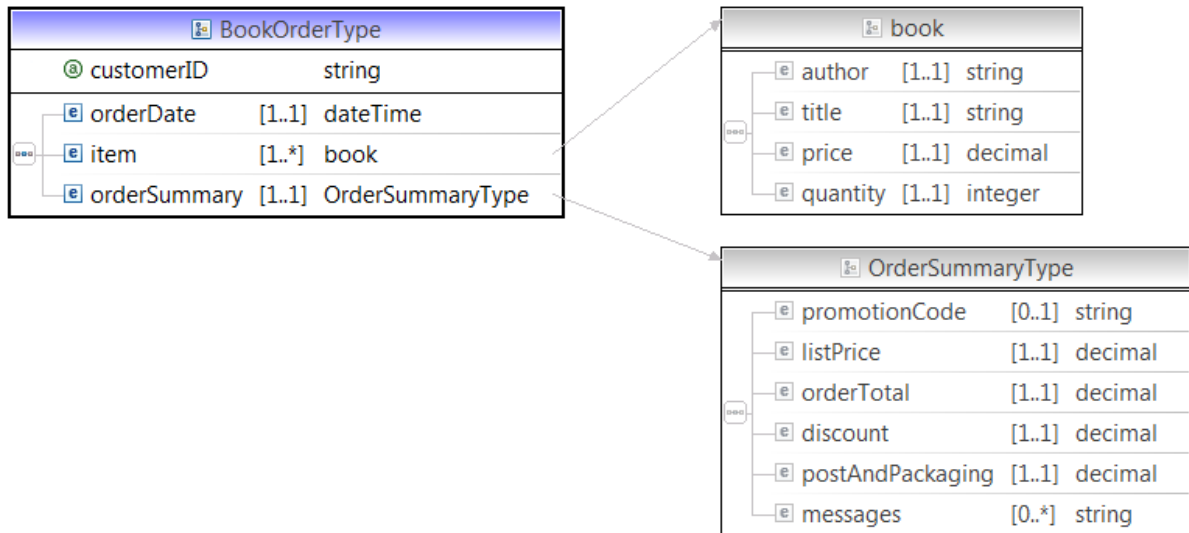 BookOrderType
a customerID string
e orderDate [1..1] dateTime
e item [1..*] book
e orderSummary [1..1] OrderSummaryType
book
e author [1..1] string
e title [1..1] string
e price [1..1] decimal
e quantity [1..1] integer
OrderSummaryType
e promotionCode [0..1] string
e listPrice [1..1] decimal
e orderTotal [1..1] decimal
e discount [1..1] decimal
e postAndPackaging [1..1] decimal
e messages [0..*] string